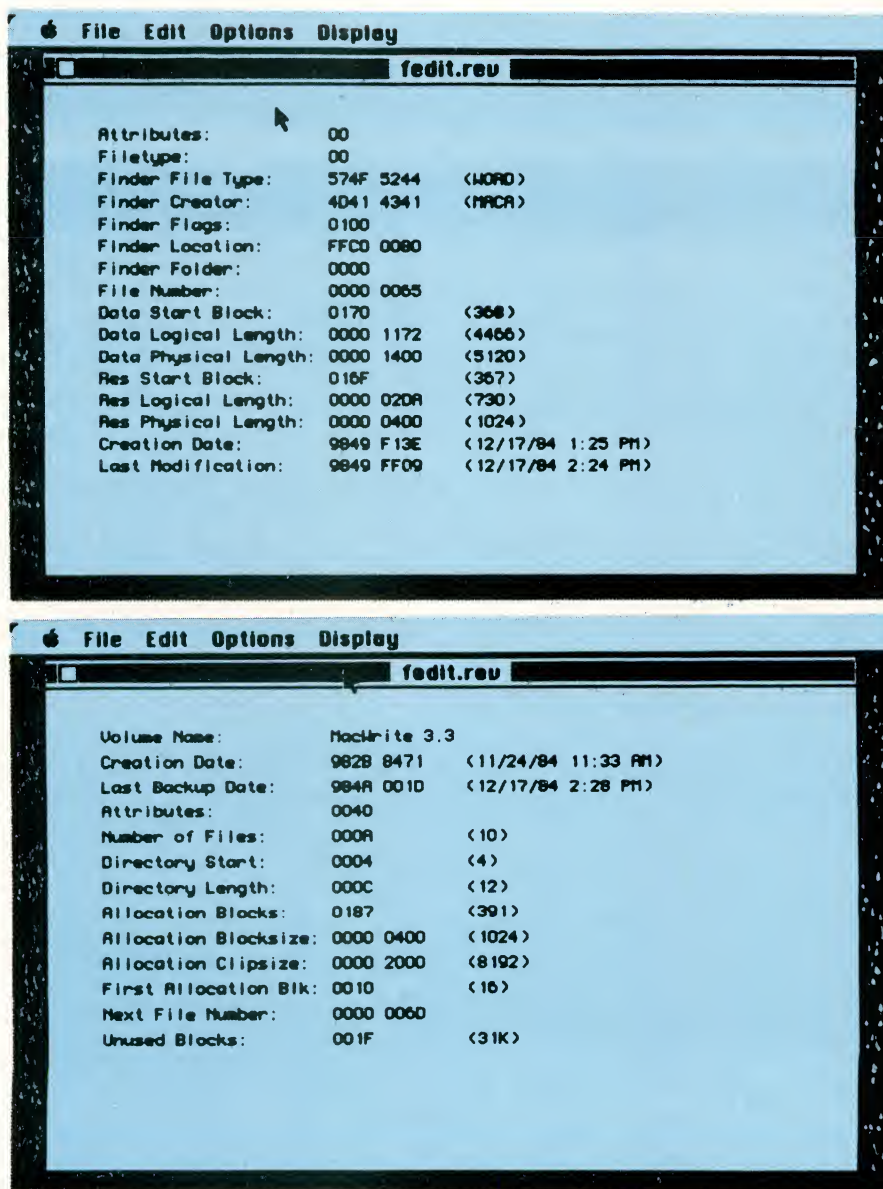 File Edit Options Display
fedit.rev
Attributes: 00
Filetype: 00
Finder File Type: 574F 5244 (WORD)
Finder Creator: 4D41 4341 (MACA)
Finder Flags: 0100
Finder Location: FFC0 0080
Finder Folder: 0000
File Number: 0000 0065
Data Start Block: 0170 (368)
Data Logical Length: 0000 1172 (4466)
Data Physical Length: 0000 1400 (5120)
Res Start Block: 016F (367)
Res Logical Length: 0000 02DA (730)
Res Physical Length: 0000 0400 (1024)
Creation Date: 9849 F13E (12/17/84 1:25 PM)
Last Modification: 9849 FF09 (12/17/84 2:24 PM)
File Edit Options Display
fedit.rev
Volume Name: MacWrite 3.3
Creation Date: 982B 8471 (11/24/84 11:33 AM)
Last Backup Date: 984A 001D (12/17/84 2:28 PM)
Attributes: 0040
Number of Files: 000A (10)
Directory Start: 0004 (4)
Directory Length: 000C (12)
Allocation Blocks: 0187 (391)
Allocation Blocksize: 0000 0400 (1024)
Allocation Clipsize: 0000 2000 (8192)
First Allocation Blk: 0010 (16)
Next File Number: 0000 006D
Unused Blocks: 001F (31K)